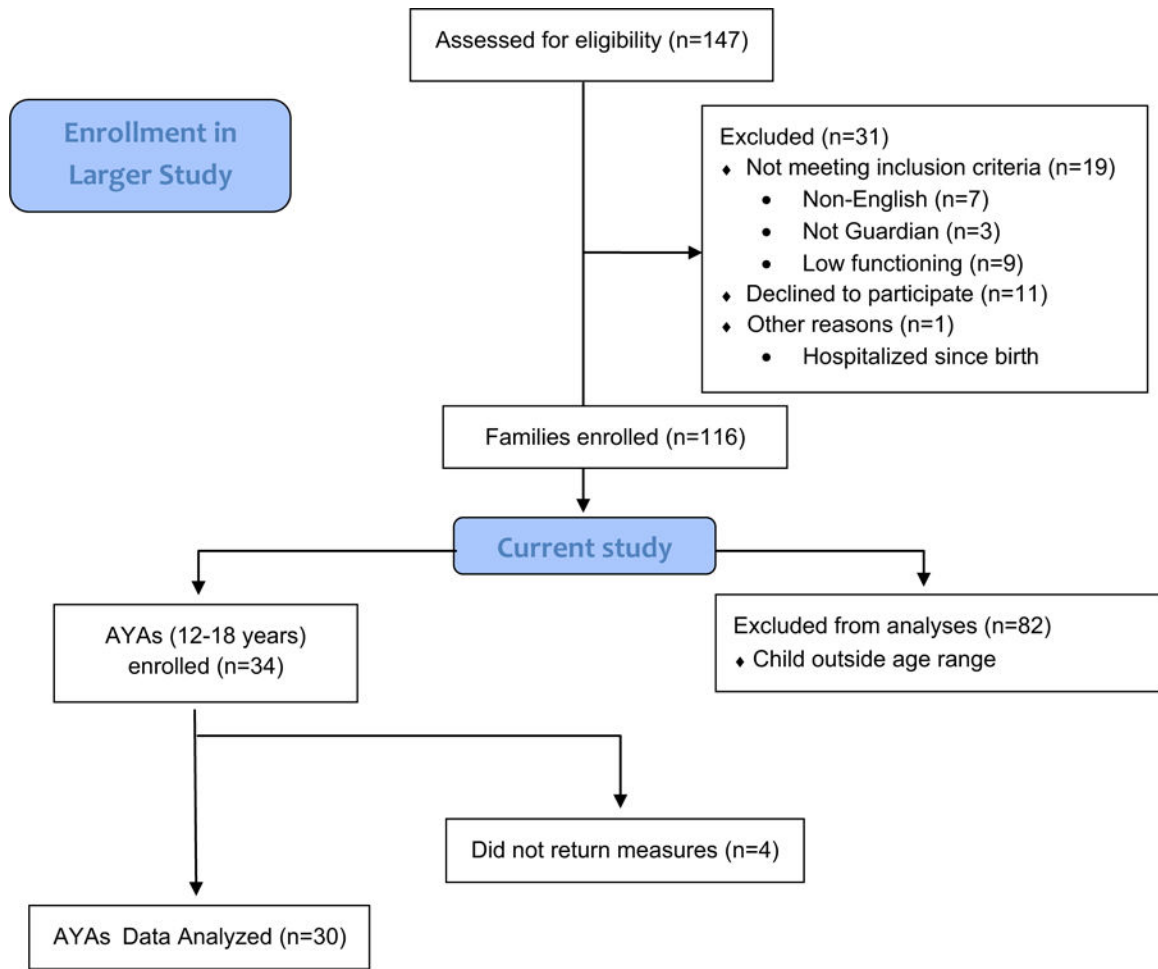 Assessed for eligibility (n=147)
Enrollment in
Larger Study
Excluded (n=31)
♦ Not meeting inclusion criteria (n=19)
• Non-English (n=7)
• Not Guardian (n=3)
• Low functioning (n=9)
♦ Declined to participate (n=11)
♦ Other reasons (n=1)
• Hospitalized since birth
Families enrolled (n=116)
Current study
AYAs (12-18 years)
enrolled (n=34)
Excluded from analyses (n=82)
♦ Child outside age range
Did not return measures (n=4)
AYAs Data Analyzed (n=30)